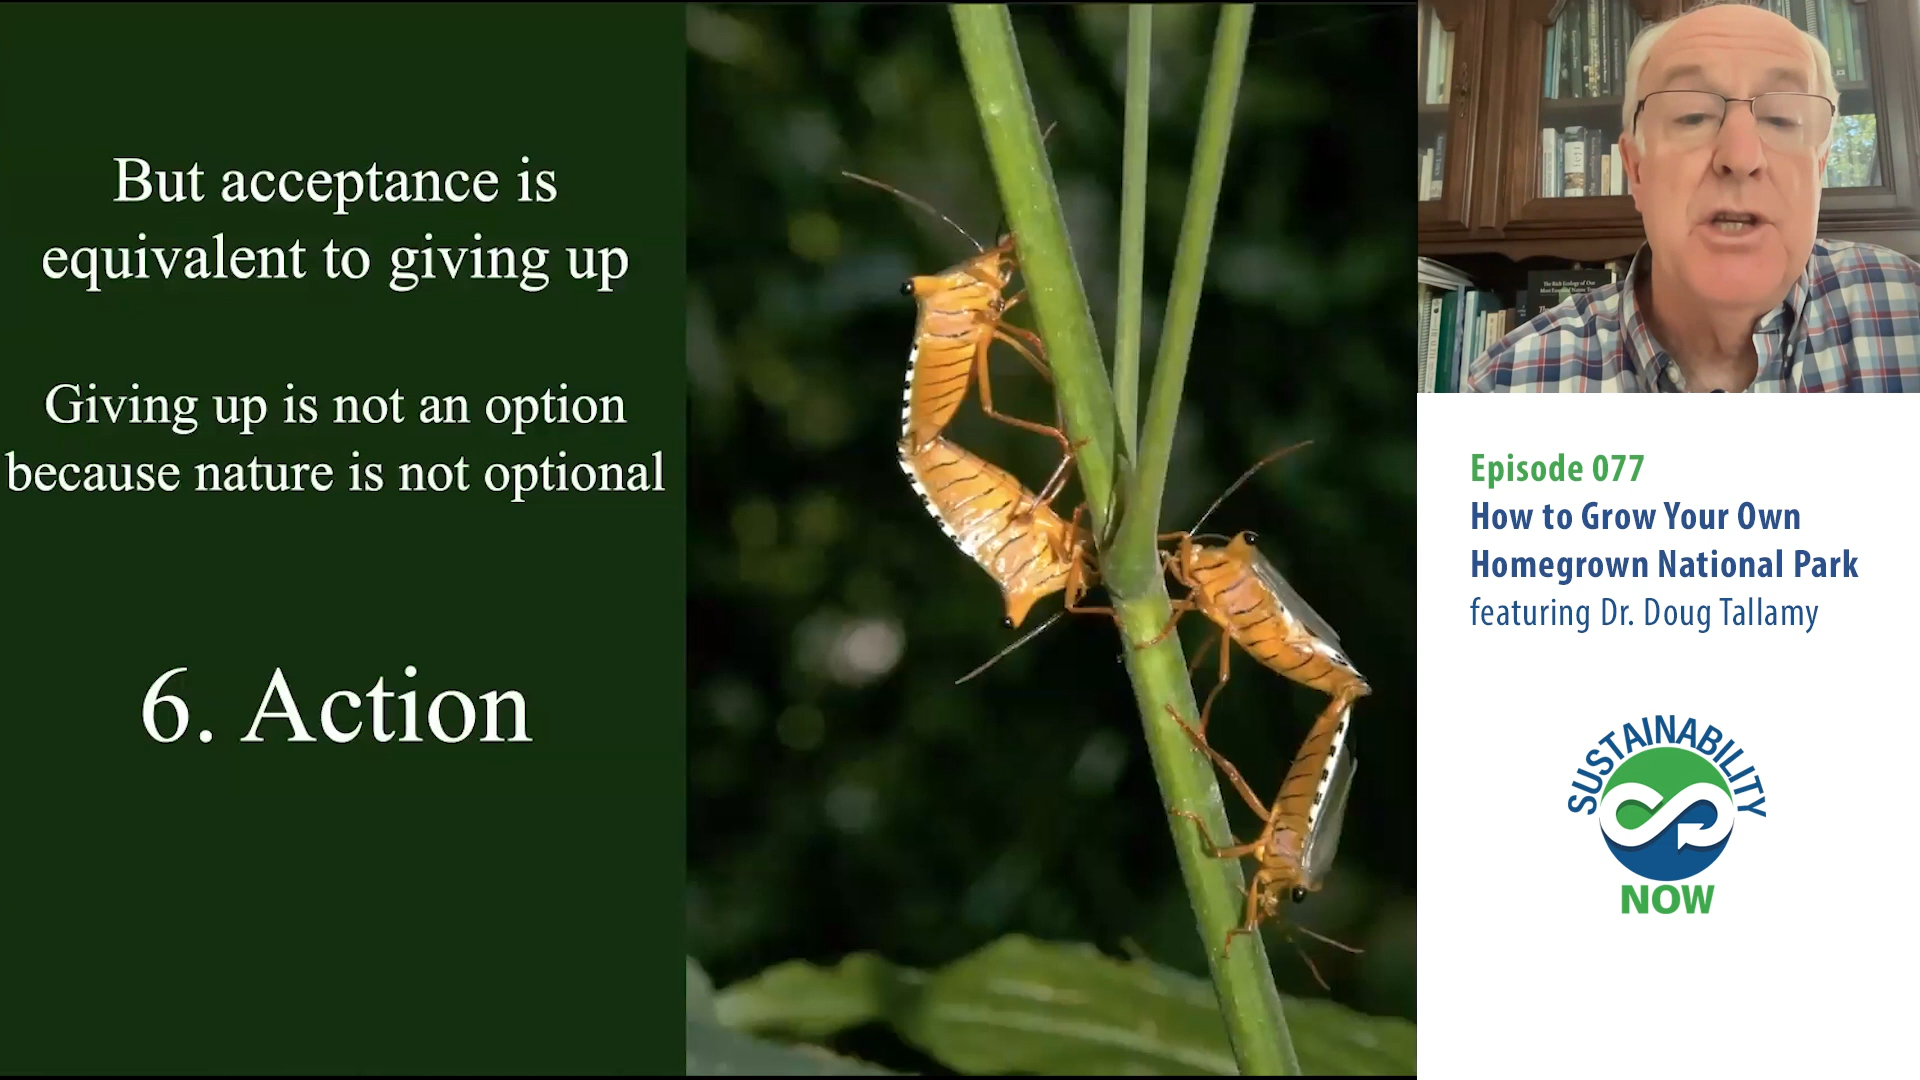 But acceptance is
equivalent to giving up
Giving up is not an option
because nature is not optional
6. Action
Episode 077
How to Grow Your Own
Homegrown National Park
featuring Dr. Doug Tallamy
SUSTAINABILITY
NOW